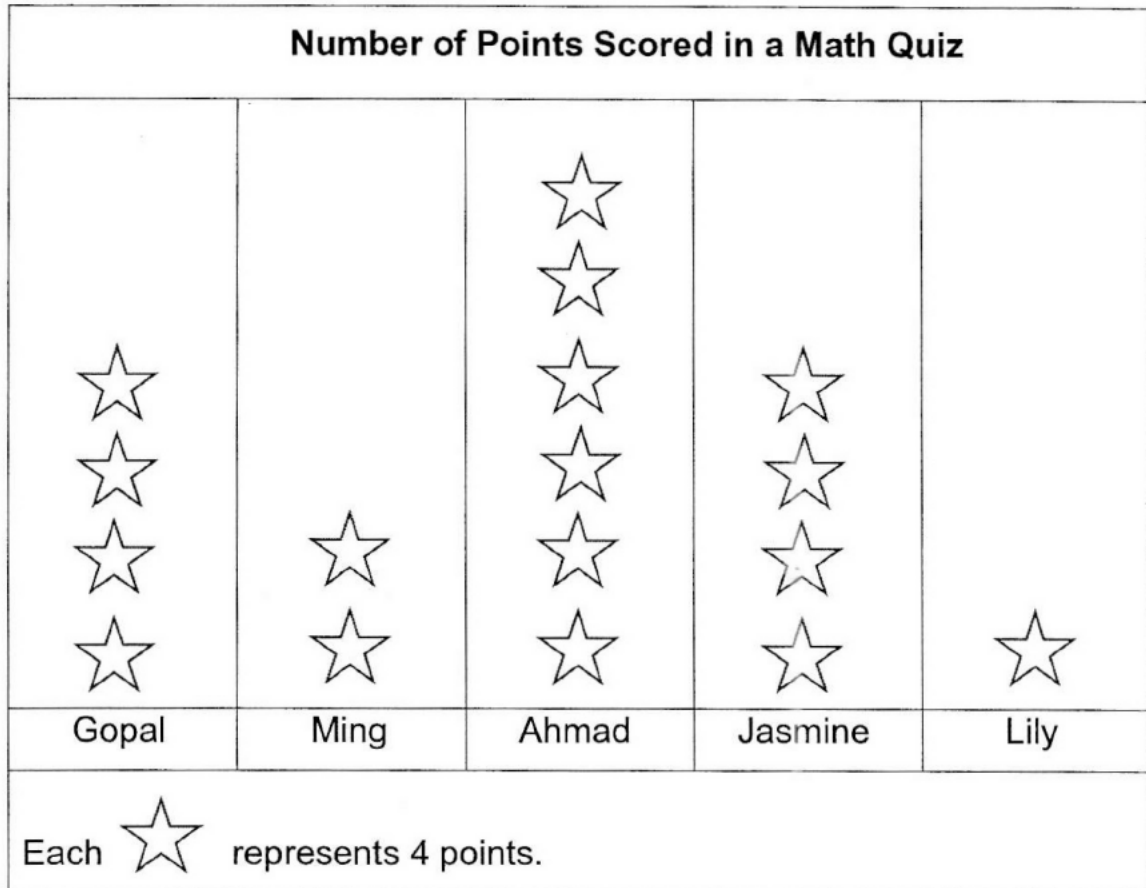 Number of Points Scored in a Math Quiz
Gopal Ming Ahmad Jasmine Lily
Each represents 4 points.